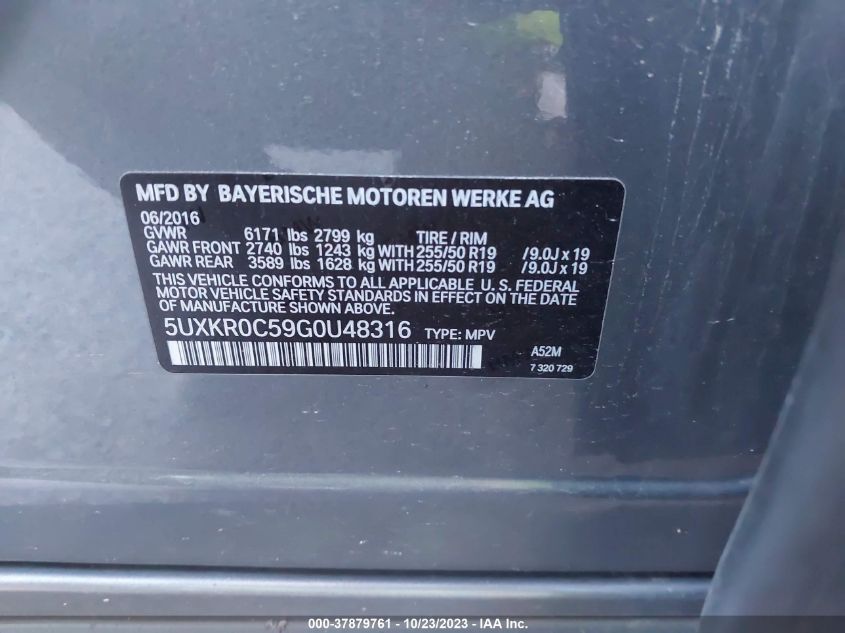 MFD BY BAYERISCHE MOTOREN WERKE AG
06/2016
GVWR 6171 lbs 2799 kg TIRE / RIM
GAWR FRONT 2740 lbs 1243 kg WITH 255/50 R19 / 9.0J x 19
GAWR REAR 3589 lbs 1628 kg WITH 255/50 R19 / 9.0J x 19
THIS VEHICLE CONFORMS TO ALL APPLICABLE U. S. FEDERAL
MOTOR VEHICLE SAFETY STANDARDS IN EFFECT ON THE DATE
OF MANUFACTURE SHOWN ABOVE.
5UXKR0C59G0U48316 TYPE: MPV
A52M
7 320 729
000-37879761 - 10/23/2023 - IAA Inc.